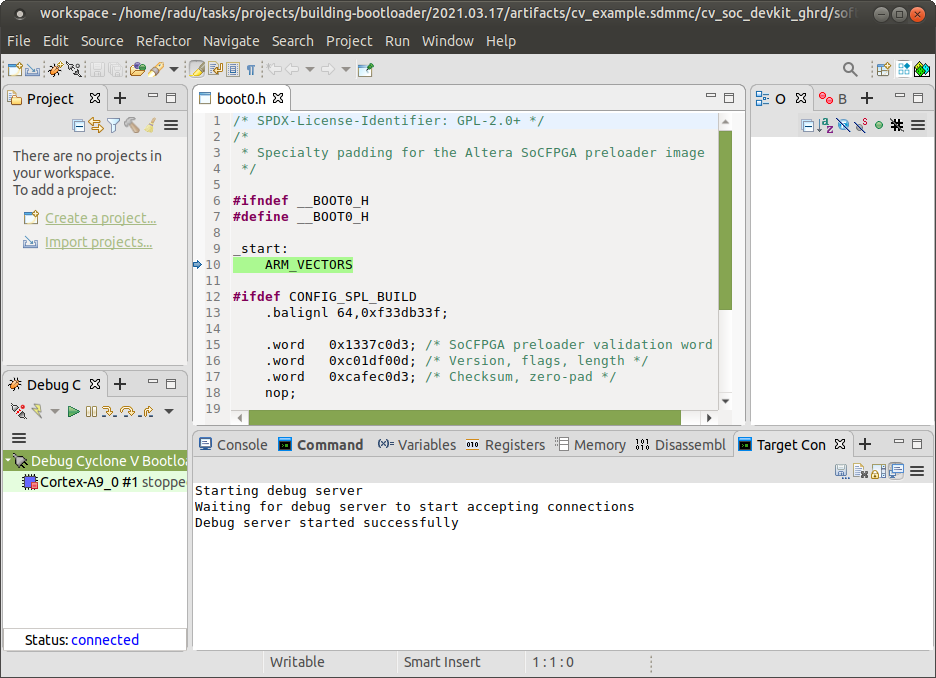 workspace - /home/radu/tasks/projects/building-bootloader/2021.03.17/artifacts/cv_example.sdmmc/cv_soc_devkit_ghrd/sof
File Edit Source Refactor Navigate Search Project Run Window Help
Project
There are no projects in
your workspace.
To add a project:
Create a project...
Import projects...
boot0.h
1 /* SPDX-License-Identifier: GPL-2.0+ */
2 /*
3  * Specialty padding for the Altera SoCFPGA preloader image
4  */
5
6 #ifndef __BOOT0_H
7 #define __BOOT0_H
8
9 _start:
10     ARM_VECTORS
11
12 #ifdef CONFIG_SPL_BUILD
13     .balignl 64,0xf33db33f;
14
15     .word   0x1337c0d3; /* SoCFPGA preloader validation word
16     .word   0xc01df00d; /* Version, flags, length */
17     .word   0xcafec0d3; /* Checksum, zero-pad */
18     nop;
19
O B
Debug C
Debug Cyclone V Bootloa
Cortex-A9_0 #1 stoppe
Status: connected
Console Command Variables Registers Memory Disassembl Target Con
Starting debug server
Waiting for debug server to start accepting connections
Debug server started successfully
Writable Smart Insert 1 : 1 : 0